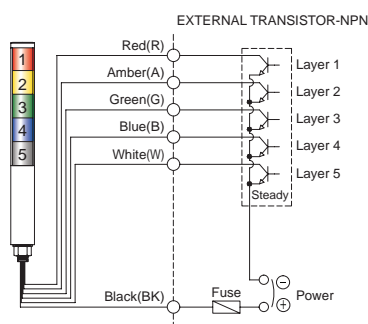 EXTERNAL TRANSISTOR-NPN
Red(R)
Amber(A)
Green(G)
Blue(B)
White(W)
1
2
3
4
5
Layer 1
Layer 2
Layer 3
Layer 4
Layer 5
Steady
Black(BK)
Fuse
−
+
Power